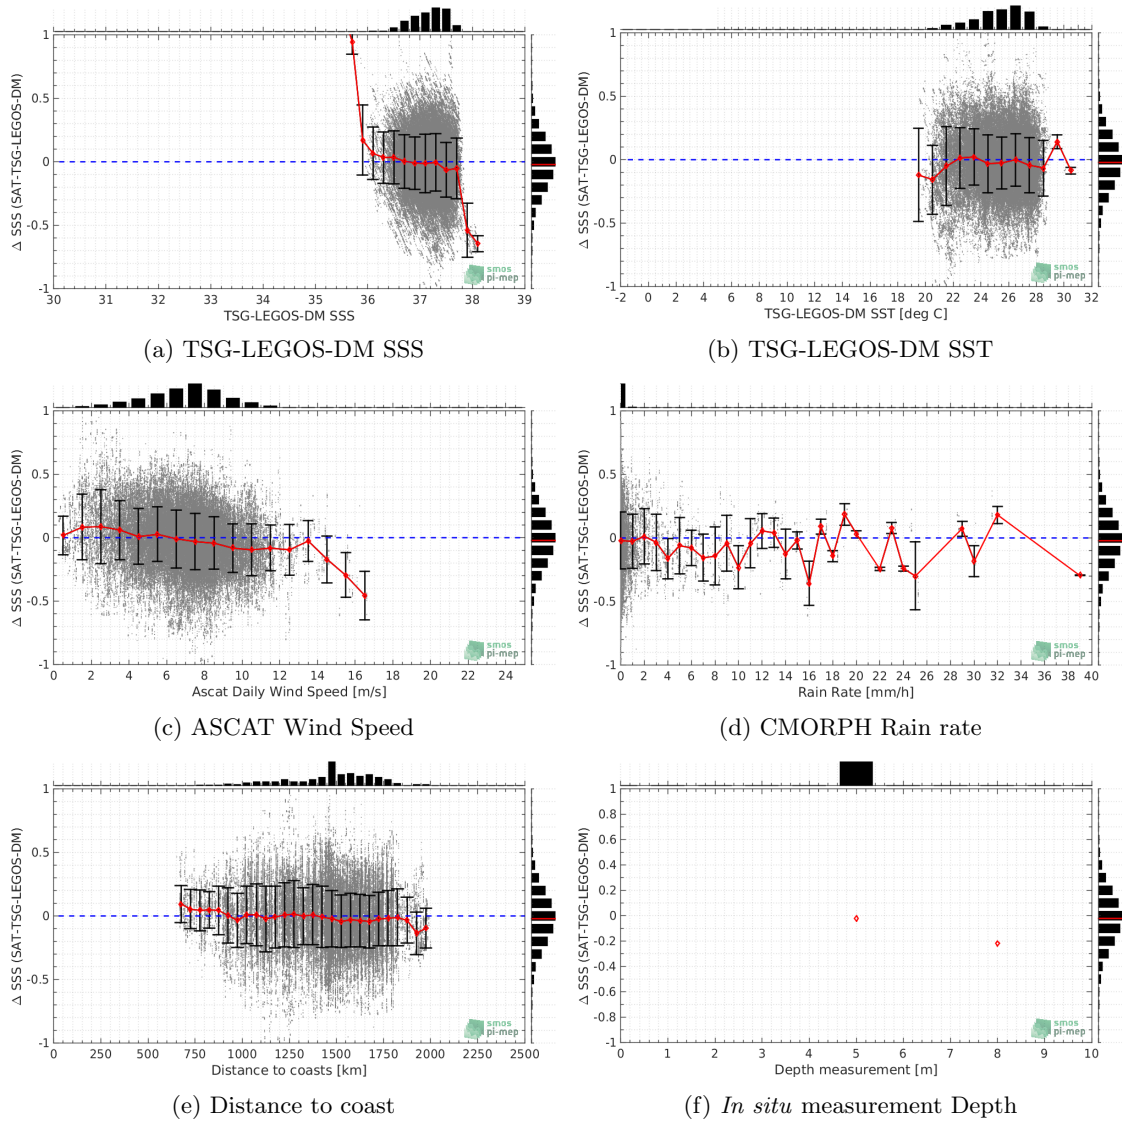 1
0.5
0
-0.5
-1
Δ SSS (SAT-TSG-LEGOS-DM)
30 31 32 33 34 35 36 37 38 39
TSG-LEGOS-DM SSS
smos
pi-mep
(a) TSG-LEGOS-DM SSS
1
0.5
0
-0.5
-1
Δ SSS (SAT-TSG-LEGOS-DM)
-2 0 2 4 6 8 10 12 14 16 18 20 22 24 26 28 30 32
TSG-LEGOS-DM SST [deg C]
smos
pi-mep
(b) TSG-LEGOS-DM SST
1
0.5
0
-0.5
-1
Δ SSS (SAT-TSG-LEGOS-DM)
0 2 4 6 8 10 12 14 16 18 20 22 24
Ascat Daily Wind Speed [m/s]
smos
pi-mep
(c) ASCAT Wind Speed
1
0.5
0
-0.5
-1
Δ SSS (SAT-TSG-LEGOS-DM)
0 2 4 6 8 10 12 14 16 18 20 22 24 26 28 30 32 34 36 38 40
Rain Rate [mm/h]
smos
pi-mep
(d) CMORPH Rain rate
1
0.5
0
-0.5
-1
Δ SSS (SAT-TSG-LEGOS-DM)
0 250 500 750 1000 1250 1500 1750 2000 2250 2500
Distance to coasts [km]
smos
pi-mep
(e) Distance to coast
1
0.8
0.6
0.4
0.2
0
-0.2
-0.4
-0.6
-0.8
-1
Δ SSS (SAT-TSG-LEGOS-DM)
0 1 2 3 4 5 6 7 8 9 10
Depth measurement [m]
smos
pi-mep
(f) In situ measurement Depth